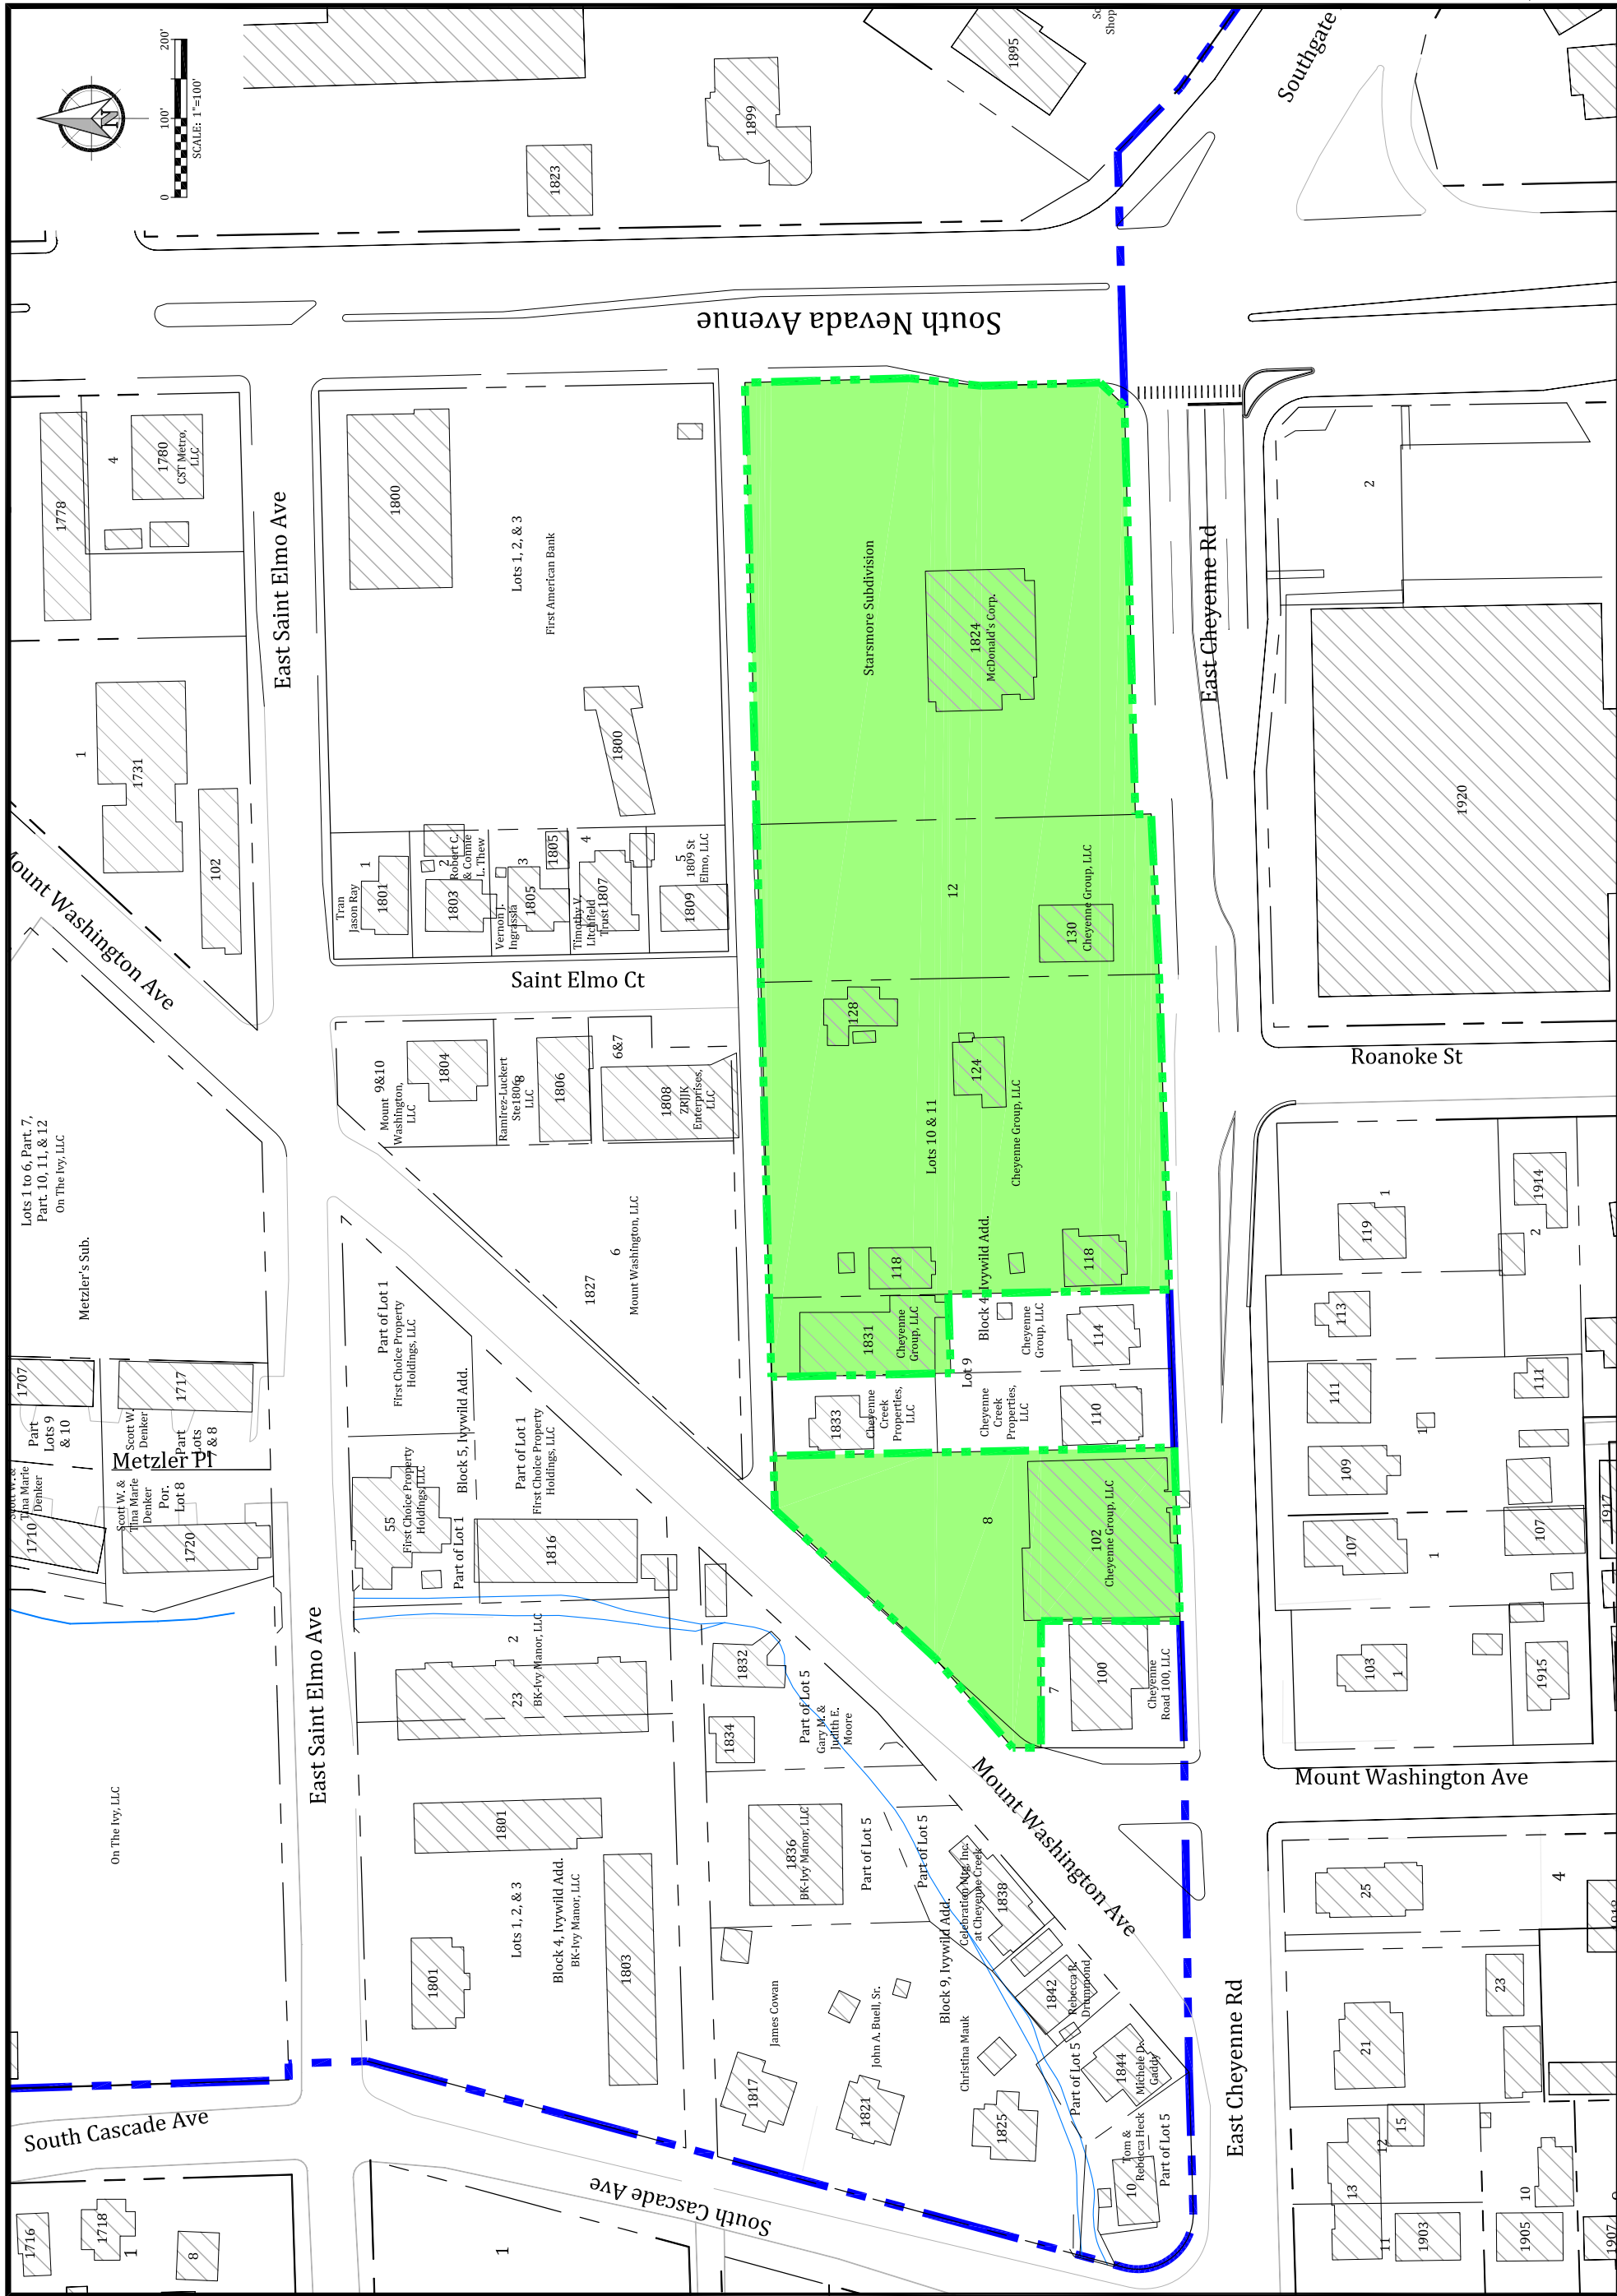 200'
100'
0
SCALE: 1"=100'
N
1823
1899
1895
Southgate
South Nevada Avenue
1778
4
1780
CST Metro,
LLC
1
1731
102
East Saint Elmo Ave
1800
Lots 1, 2, & 3
First American Bank
1800
Starsmore Subdivision
1824
McDonald's Corp.
East Cheyenne Rd
2
1920
Mount Washington Ave
Tran
Jason Ray
1
1801
2
Robert C.
& Connie
L. Thew
1803
Vernon J.
Ingrassia
3
1805
1805
4
Timothy V.
Litchfield
Trust
1807
5
1809 St
Elmo, LLC
1809
Saint Elmo Ct
12
130
Cheyenne Group, LLC
128
124
Lots 10 & 11
Cheyenne Group, LLC
Roanoke St
9&10
Mount
Washington,
LLC
1804
Ramirez-Luckert
Ste1806,
LLC
8
1806
6&7
1808
ZRJJK
Enterprises,
LLC
Lots 1 to 6, Part. 7,
Part. 10, 11, & 12
On The Ivy, LLC
Metzler's Sub.
6
1827
Mount Washington, LLC
118
118
Block 4, Ivywild Add.
1831
Cheyenne
Group, LLC
Cheyenne
Group, LLC
114
Lot 9
1833
Cheyenne
Creek
Properties,
LLC
Cheyenne
Creek
Properties,
LLC
110
119
1
1914
2
113
111
111
1
109
107
107
1
1917
103
1
1915
1707
Part
Lots 9
& 10
1717
Scott W.
Denker
Part
Lots
7 & 8
Metzler Pl
Tina Marie
Denker
1710
Scott W. &
Tina Marie
Denker
Por.
Lot 8
1720
Part of Lot 1
First Choice Property
Holdings, LLC
Block 5, Ivywild Add.
Part of Lot 1
First Choice Property
Holdings, LLC
55
First Choice Property
Holdings, LLC
Part of Lot 1
1816
8
102
Cheyenne Group, LLC
7
100
Cheyenne
Road 100, LLC
East Saint Elmo Ave
2
23
BK-Ivy Manor, LLC
1832
1834
Part of Lot 5
Gary M. &
Judith E.
Moore
Mount Washington Ave
Mount Washington Ave
On The Ivy, LLC
1801
Lots 1, 2, & 3
Block 4, Ivywild Add.
BK-Ivy Manor, LLC
1801
1803
1836
BK-Ivy Manor, LLC
Part of Lot 5
Part of Lot 5
Block 9, Ivywild Add.
Celebration Mtg, Inc.
at Cheyenne Creek
1838
1842
Rebecca R.
Drummond
James Cowan
John A. Buell, Sr.
Christina Mauk
1817
1821
1825
Part of Lot 5
1844
Michele D.
Gaddy
Tom &
Rebecca Heck
10
Part of Lot 5
East Cheyenne Rd
25
4
23
21
15
12
13
11
10
1903
1905
1907
South Cascade Ave
South Cascade Ave
1716
1718
1
8
1